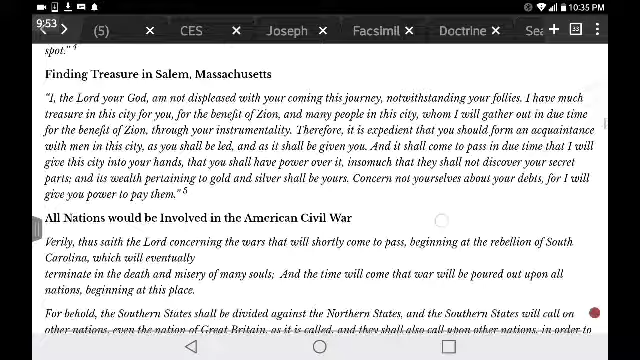 10:35 PM
9:53
(5) × CES × Joseph × Facsimil × Doctrine × Sea + 33
spot." 4
Finding Treasure in Salem, Massachusetts
"I, the Lord your God, am not displeased with your coming this journey, notwithstanding your follies. I have much
treasure in this city for you, for the benefit of Zion, and many people in this city, whom I will gather out in due time
for the benefit of Zion, through your instrumentality. Therefore, it is expedient that you should form an acquaintance
with men in this city, as you shall be led, and as it shall be given you. And it shall come to pass in due time that I will
give this city into your hands, that you shall have power over it, insomuch that they shall not discover your secret
parts; and its wealth pertaining to gold and silver shall be yours. Concern not yourselves about your debts, for I will
give you power to pay them." 5
All Nations would be Involved in the American Civil War
Verily, thus saith the Lord concerning the wars that will shortly come to pass, beginning at the rebellion of South
Carolina, which will eventually
terminate in the death and misery of many souls; And the time will come that war will be poured out upon all
nations, beginning at this place.
For behold, the Southern States shall be divided against the Northern States, and the Southern States will call on
other nations, even the nation of Great Britain, as it is called, and they shall also call upon other nations, in order to